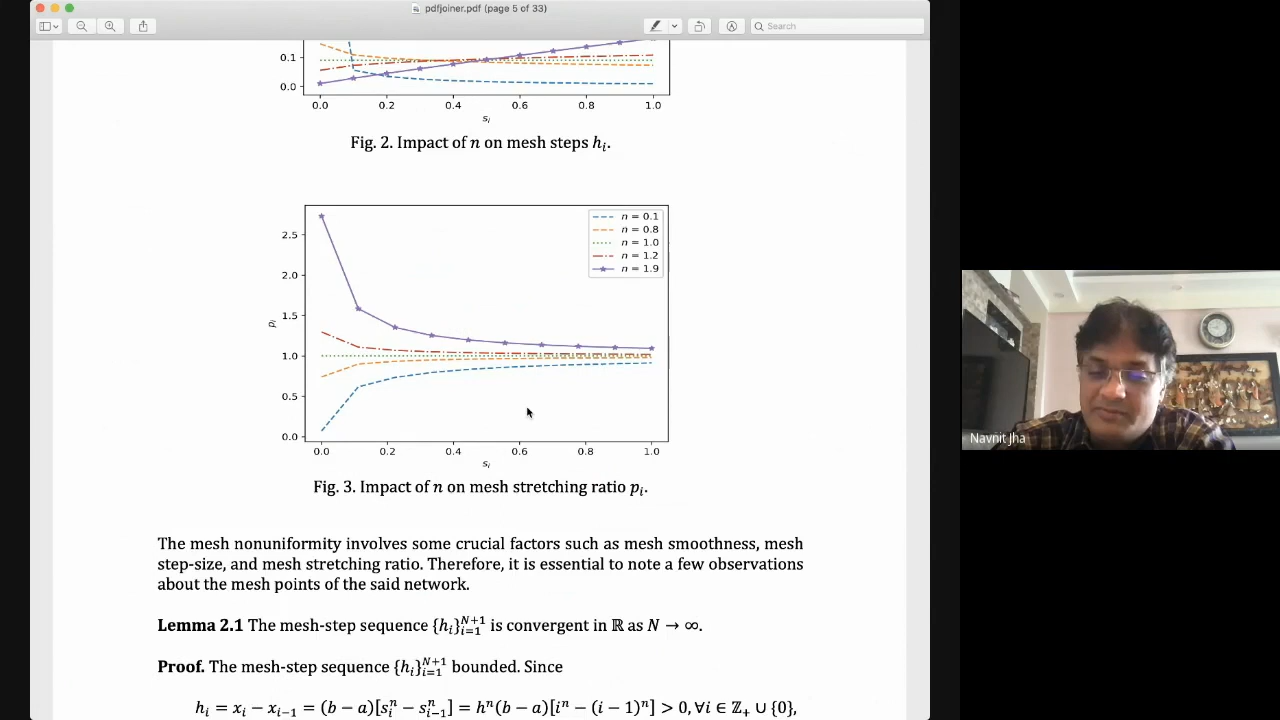 pdfjoiner.pdf (page 5 of 33)
Search
0.1
0.0
0.0 0.2 0.4 0.6 0.8 1.0
sᵢ
Fig. 2. Impact of n on mesh steps hᵢ.
n = 0.1
n = 0.8
n = 1.0
n = 1.2
n = 1.9
2.5
2.0
1.5
1.0
0.5
0.0
pᵢ
0.0 0.2 0.4 0.6 0.8 1.0
sᵢ
Fig. 3. Impact of n on mesh stretching ratio pᵢ.
The mesh nonuniformity involves some crucial factors such as mesh smoothness, mesh
step-size, and mesh stretching ratio. Therefore, it is essential to note a few observations
about the mesh points of the said network.
Lemma 2.1 The mesh-step sequence {hᵢ}ᵢ₌₁ᴺ⁺¹ is convergent in ℝ as N → ∞.
Proof. The mesh-step sequence {hᵢ}ᵢ₌₁ᴺ⁺¹ bounded. Since
hᵢ = xᵢ − xᵢ₋₁ = (b − a)[sᵢⁿ − sᵢ₋₁ⁿ] = hⁿ(b − a)[iⁿ − (i − 1)ⁿ] > 0, ∀i ∈ ℤ₊ ∪ {0},
Navnit Jha